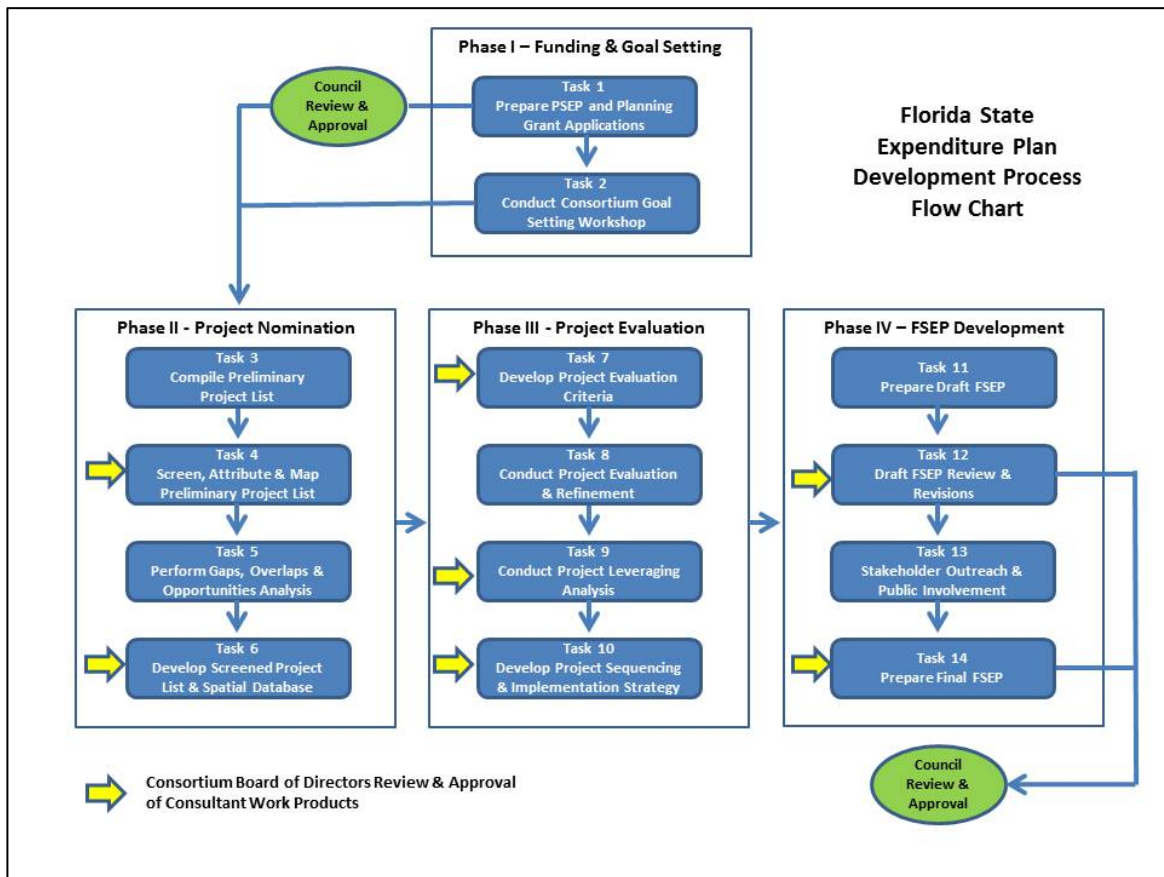 Phase I – Funding & Goal Setting
Council
Review &
Approval
Task 1
Prepare PSEP and Planning
Grant Applications
Task 2
Conduct Consortium Goal
Setting Workshop
Florida State
Expenditure Plan
Development Process
Flow Chart
Phase II - Project Nomination
Task 3
Compile Preliminary
Project List
Task 4
Screen, Attribute & Map
Preliminary Project List
Task 5
Perform Gaps, Overlaps &
Opportunities Analysis
Task 6
Develop Screened Project
List & Spatial Database
Phase III - Project Evaluation
Task 7
Develop Project Evaluation
Criteria
Task 8
Conduct Project Evaluation
& Refinement
Task 9
Conduct Project Leveraging
Analysis
Task 10
Develop Project Sequencing
& Implementation Strategy
Phase IV – FSEP Development
Task 11
Prepare Draft FSEP
Task 12
Draft FSEP Review &
Revisions
Task 13
Stakeholder Outreach &
Public Involvement
Task 14
Prepare Final FSEP
Consortium Board of Directors Review & Approval
of Consultant Work Products
Council
Review &
Approval